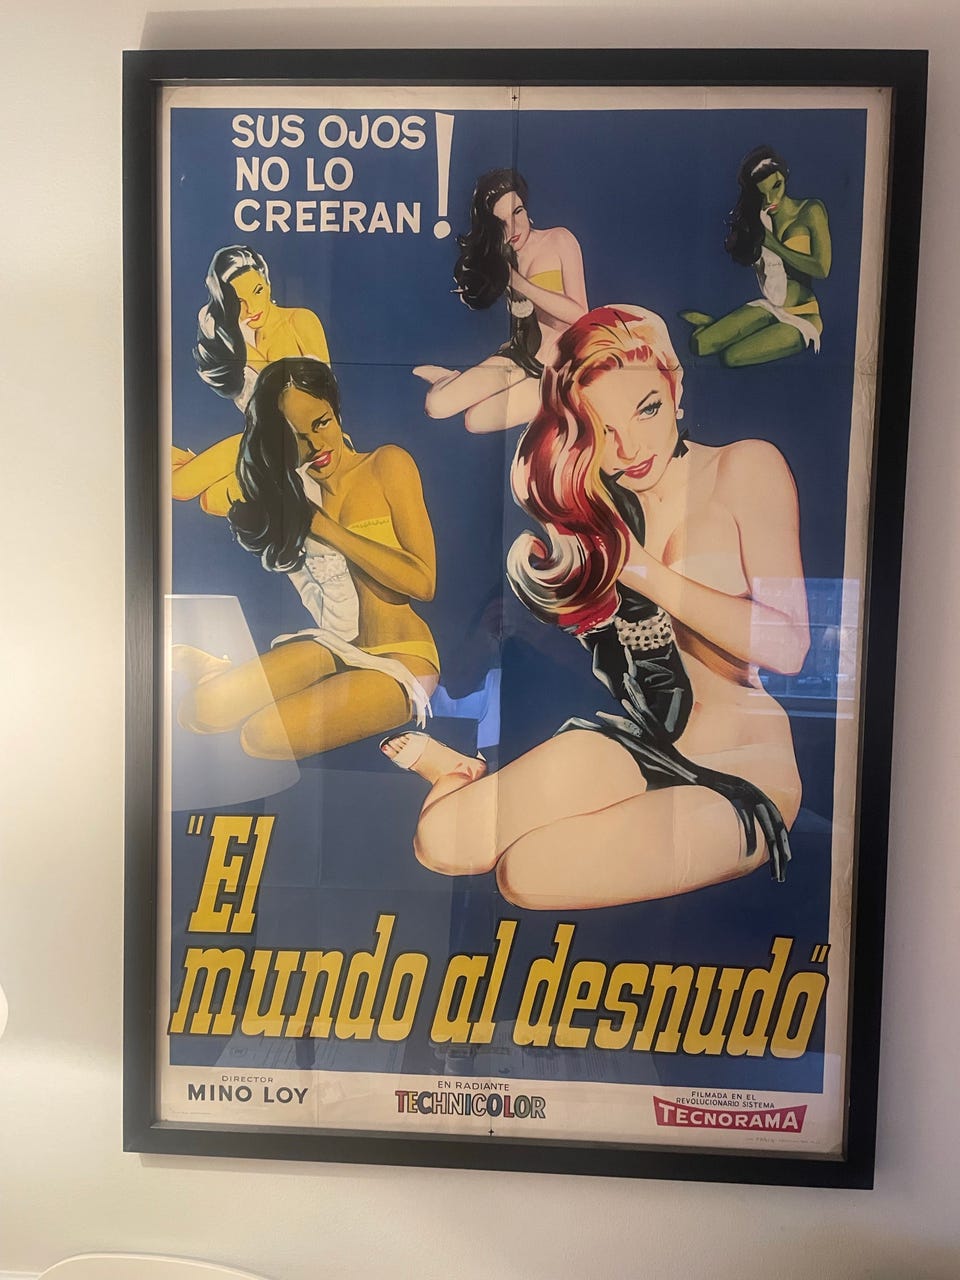 SUS OJOS
NO LO
CREERAN!
"El
mundo al desnudo"
DIRECTOR
MINO LOY
EN RADIANTE
TECHNICOLOR
FILMADA EN EL
REVOLUCIONARIO SISTEMA
TECNORAMA